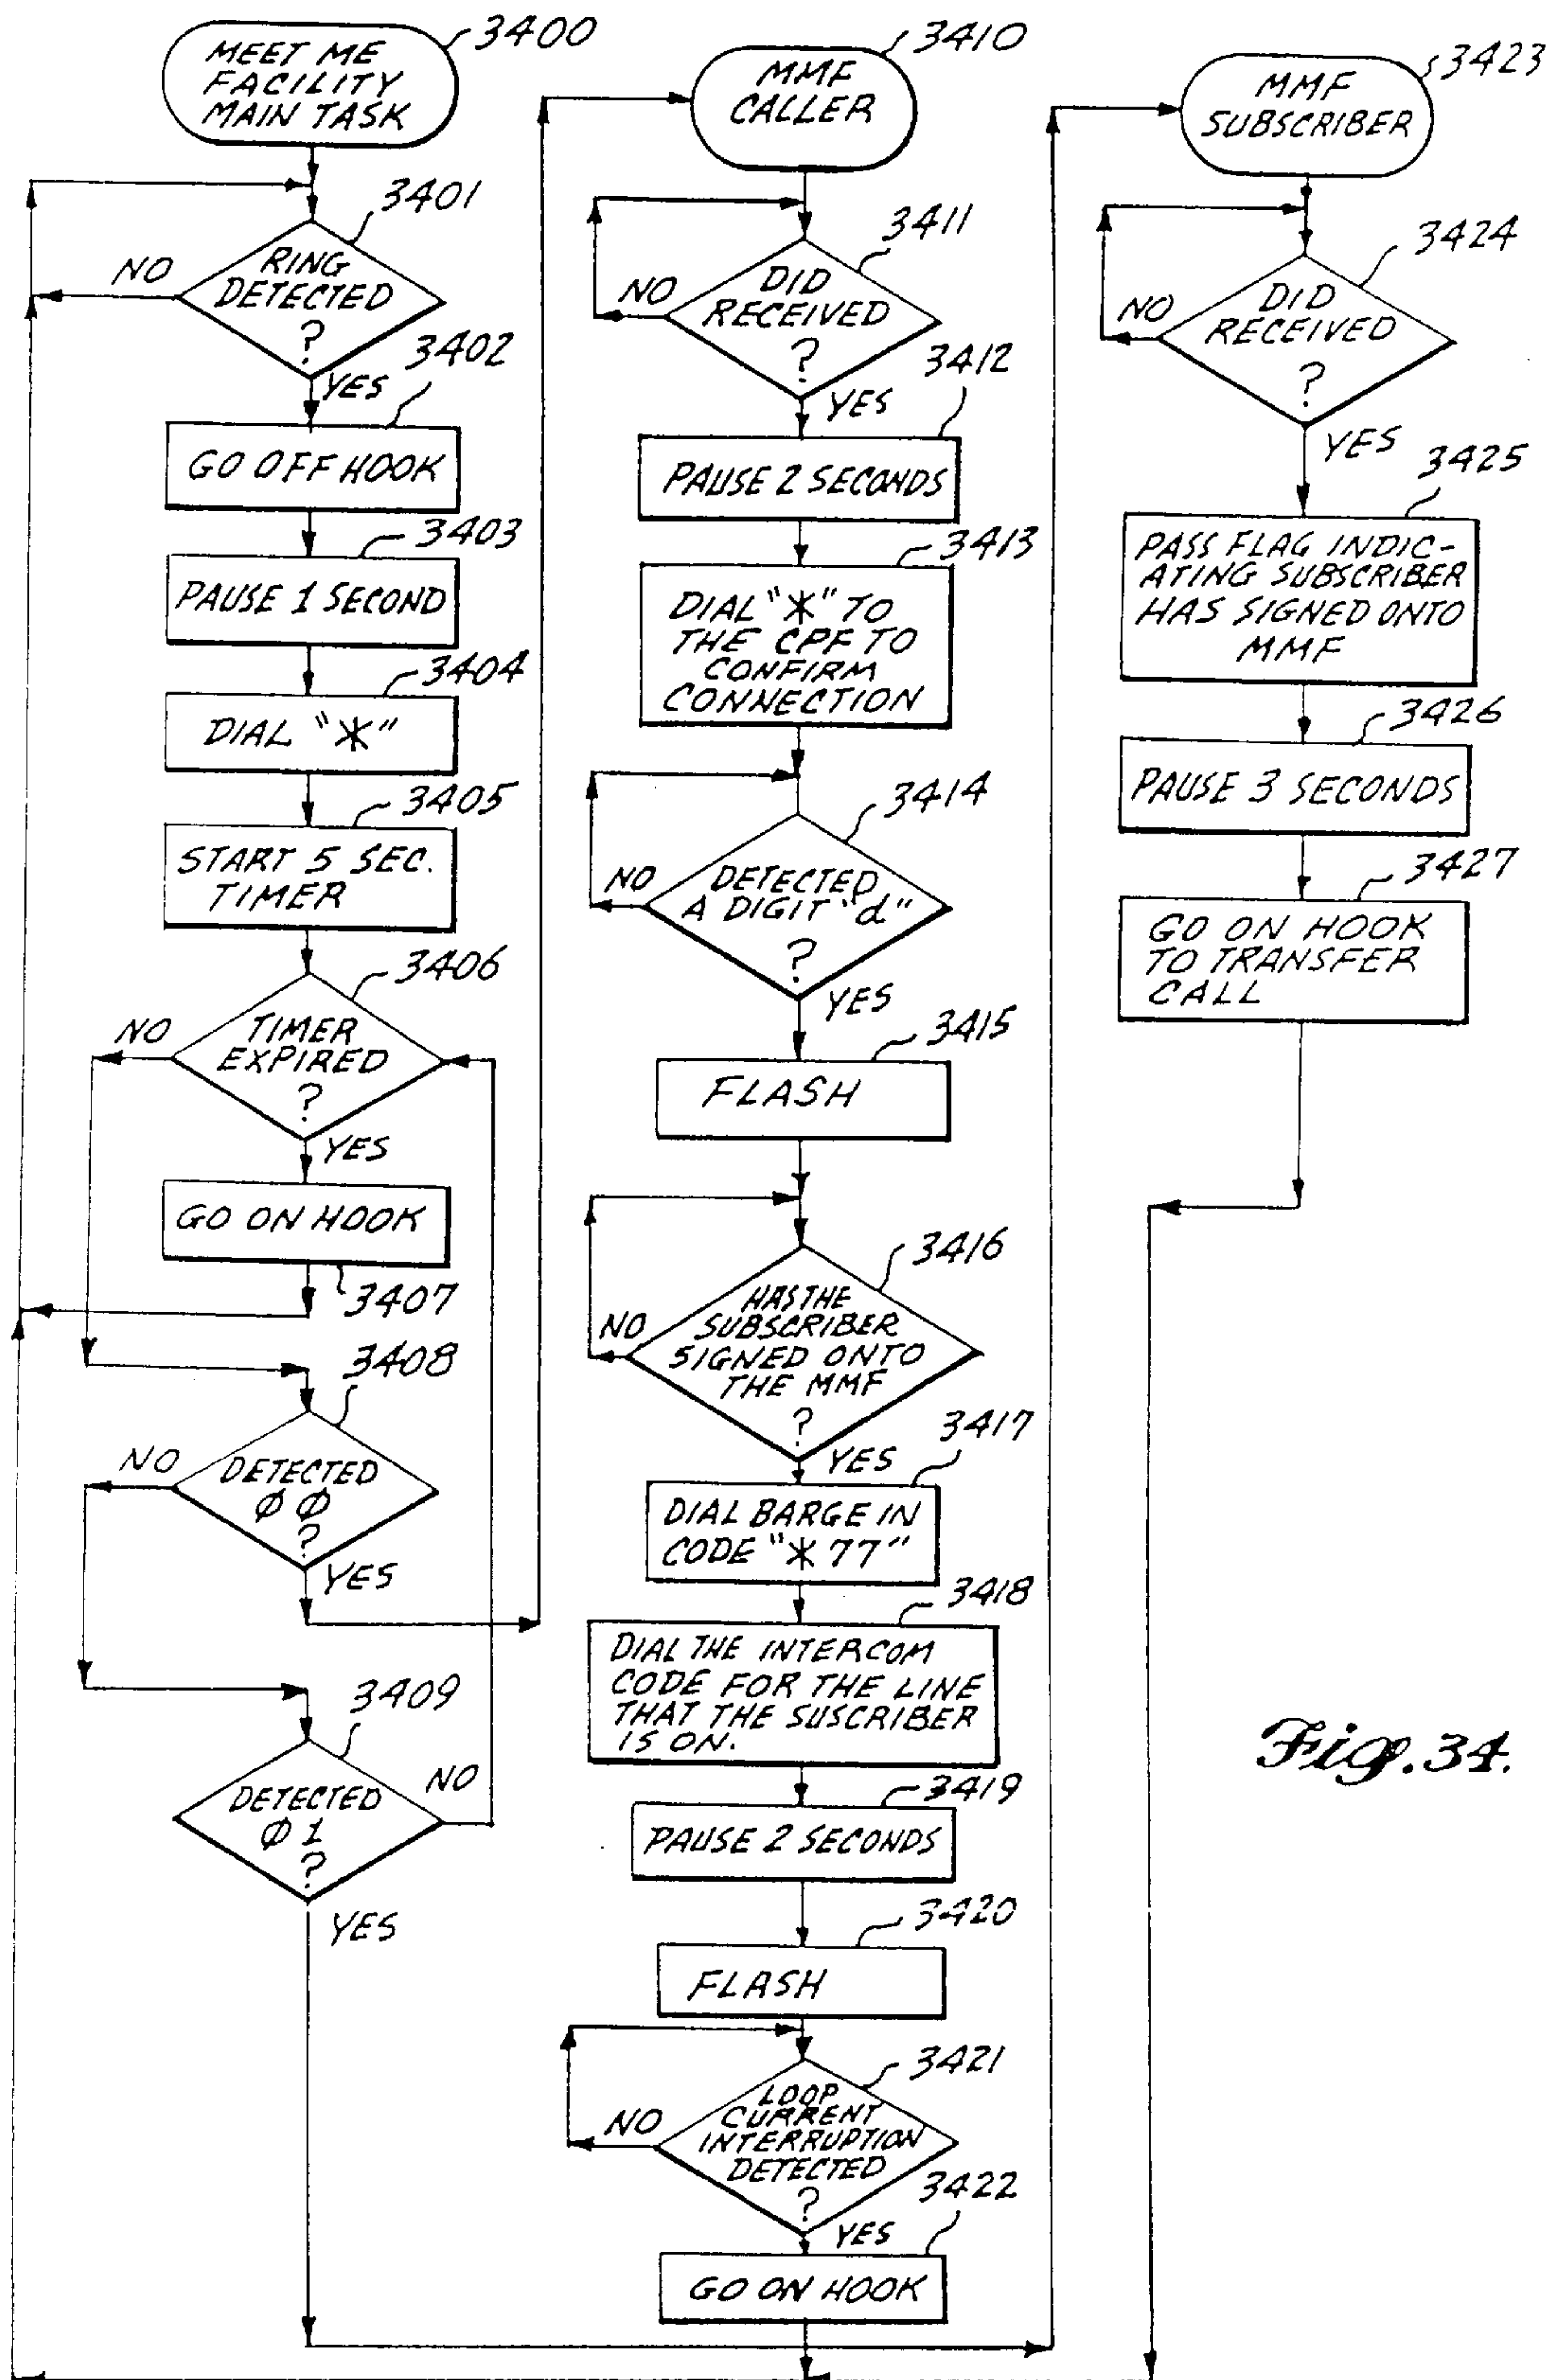 MEET ME
FACILITY
MAIN TASK
3400
3401
RING
DETECTED
?
NO
YES
3402
GO OFF HOOK
3403
PAUSE 1 SECOND
3404
DIAL "*"
3405
START 5 SEC.
TIMER
3406
TIMER
EXPIRED
?
NO
YES
GO ON HOOK
3407
3408
DETECTED
ØØ
?
NO
YES
3409
DETECTED
Ø1
?
NO
YES
3410
MMF
CALLER
3411
DID
RECEIVED
?
NO
YES
3412
PAUSE 2 SECONDS
3413
DIAL "*" TO
THE CPF TO
CONFIRM
CONNECTION
3414
DETECTED
A DIGIT "d"
?
NO
YES
3415
FLASH
3416
HAS THE
SUBSCRIBER
SIGNED ONTO
THE MMF
?
NO
YES
3417
DIAL BARGE IN
CODE "*77"
3418
DIAL THE INTERCOM
CODE FOR THE LINE
THAT THE SUSCRIBER
IS ON.
3419
PAUSE 2 SECONDS
3420
FLASH
3421
LOOP
CURRENT
INTERRUPTION
DETECTED
?
NO
YES
3422
GO ON HOOK
3423
MMF
SUBSCRIBER
3424
DID
RECEIVED
?
NO
YES
3425
PASS FLAG INDIC-
ATING SUBSCRIBER
HAS SIGNED ONTO
MMF
3426
PAUSE 3 SECONDS
3427
GO ON HOOK
TO TRANSFER
CALL
Fig. 34.